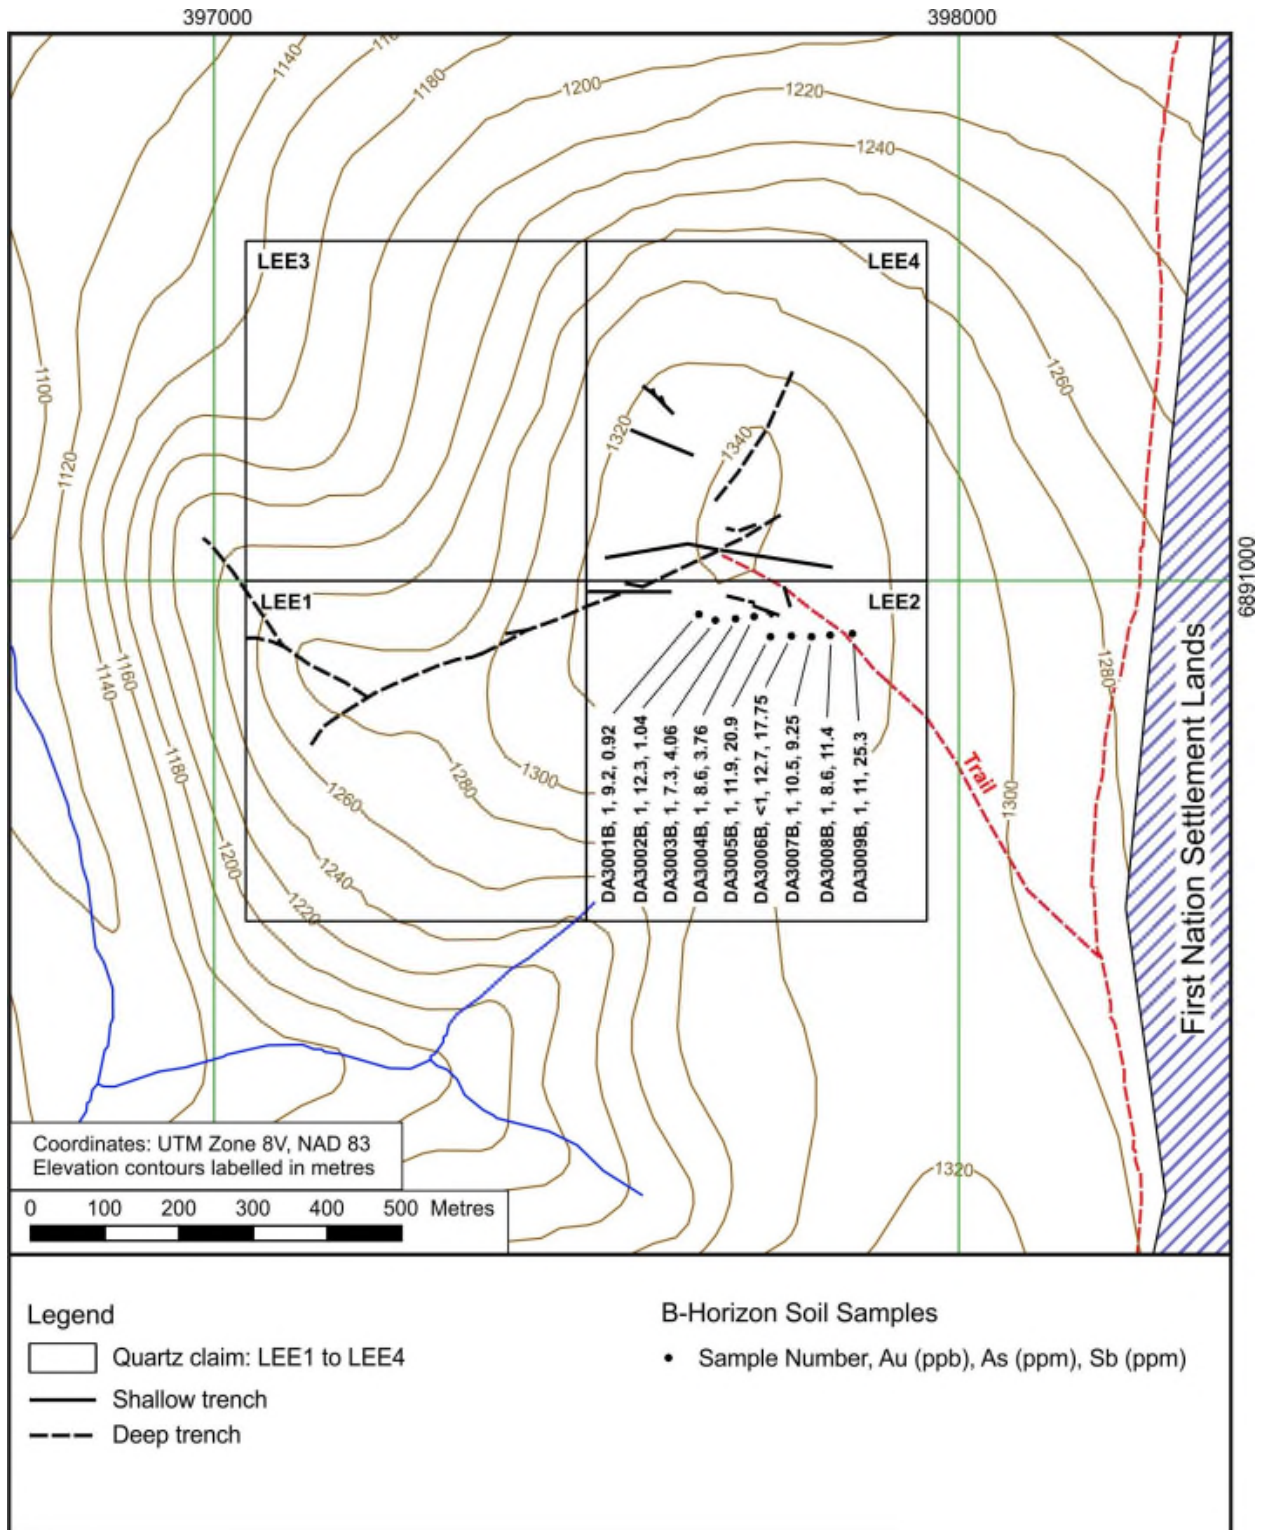 397000 398000
1140
118
1180
1200
1220
1240
LEE3 LEE4
1100
1260
1320
1340
1120
6891000
LEE1 LEE2
1140
1160
1280
1180
1300
1280
1260
1300
Trail
1200
1240
1220
DA3001B, 1, 9.2, 0.92
DA3002B, 1, 12.3, 1.04
DA3003B, 1, 7.3, 4.06
DA3004B, 1, 8.6, 3.76
DA3005B, 1, 11.9, 20.9
DA3006B, <1, 12.7, 17.75
DA3007B, 1, 10.5, 9.25
DA3008B, 1, 8.6, 11.4
DA3009B, 1, 11, 25.3
First Nation Settlement Lands
1320
Coordinates: UTM Zone 8V, NAD 83
Elevation contours labelled in metres
0 100 200 300 400 500 Metres
Legend
Quartz claim: LEE1 to LEE4
Shallow trench
Deep trench
B-Horizon Soil Samples
Sample Number, Au (ppb), As (ppm), Sb (ppm)